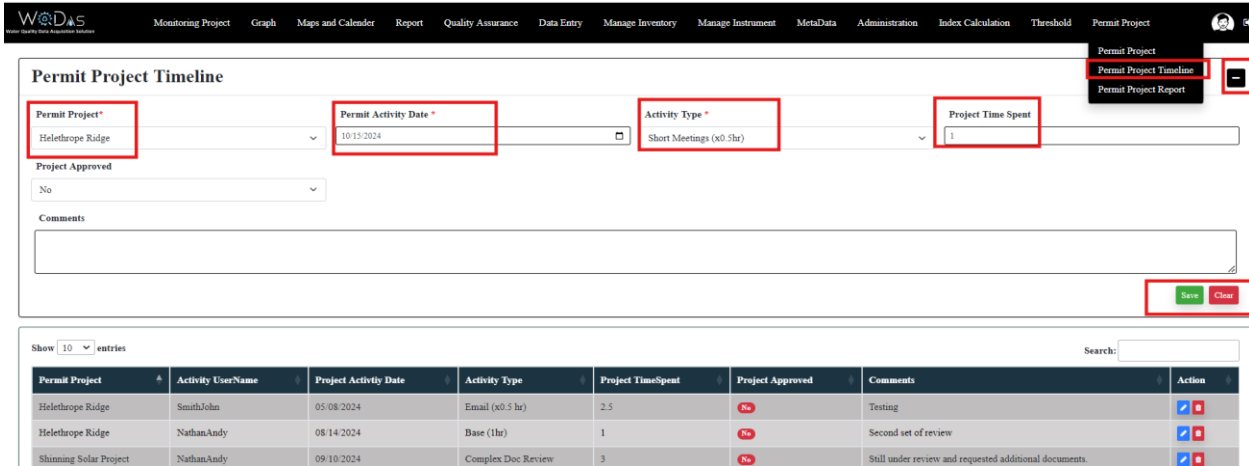 WQDAS
Water Quality Data Acquisition Solution
Monitoring Project Graph Maps and Calender Report Quality Assurance Data Entry Manage Inventory Manage Instrument MetaData Administration Index Calculation Threshold Permit Project
Permit Project
Permit Project Timeline
Permit Project Report
Permit Project Timeline
Permit Project* Permit Activity Date * Activity Type * Project Time Spent
Helethrope Ridge 10/15/2024 Short Meetings (x0.5hr) 1
Project Approved
No
Comments
Save Clear
Show 10 entries Search:
Permit Project Activity UserName Project Activtiy Date Activity Type Project TimeSpent Project Approved Comments Action
Helethrope Ridge SmithJohn 05/08/2024 Email (x0.5 hr) 2.5 No Testing
Helethrope Ridge NathanAndy 08/14/2024 Base (1hr) 1 No Second set of review
Shinning Solar Project NathanAndy 09/10/2024 Complex Doc Review 3 No Still under review and requested additional documents.